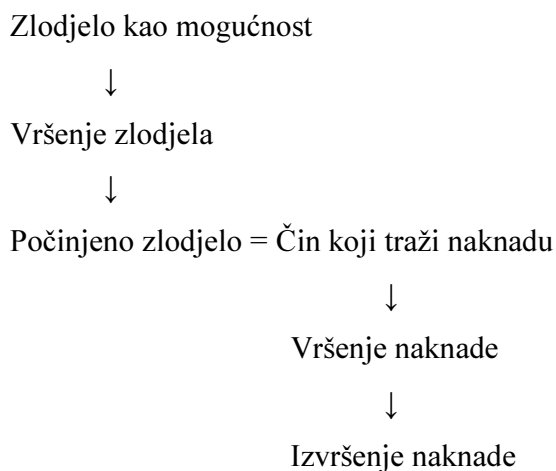 Zlodjelo kao mogućnost
↓
Vršenje zlodjela
↓
Počinjeno zlodjelo = Čin koji traži naknadu
↓
Vršenje naknade
↓
Izvršenje naknade